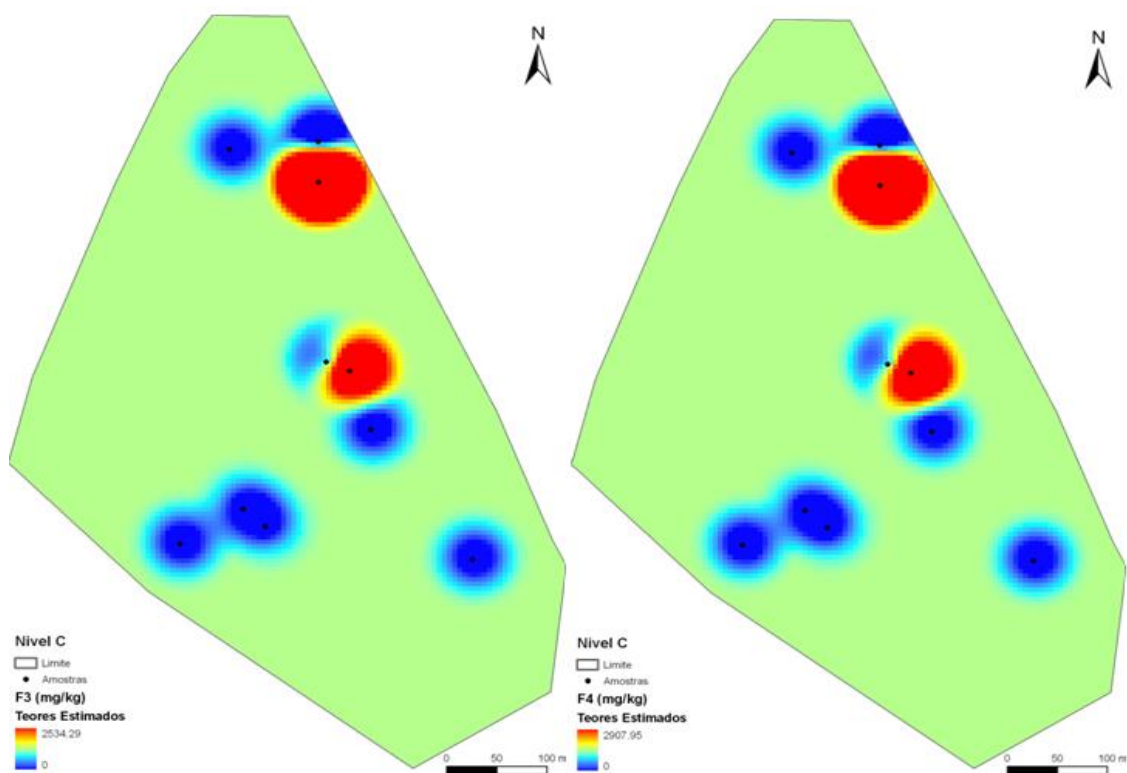 N
Nivel C
Limite
Amostras
F3 (mg/kg)
Teores Estimados
2534.29
0
0 50 100 m
N
Nivel C
Limite
Amostras
F4 (mg/kg)
Teores Estimados
2907.95
0
0 50 100 m